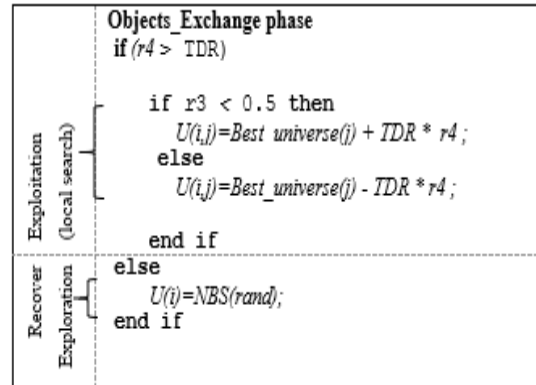 Objects_Exchange phase
if (r4 > TDR)
if r3 < 0.5 then
U(i,j)=Best universe(j) + TDR * r4 ;
else
U(i,j)=Best_universe(j) - TDR * r4 ;
end if
else
U(i)=NBS(rand);
end if
Exploitation
(local search)
Recover
Exploration